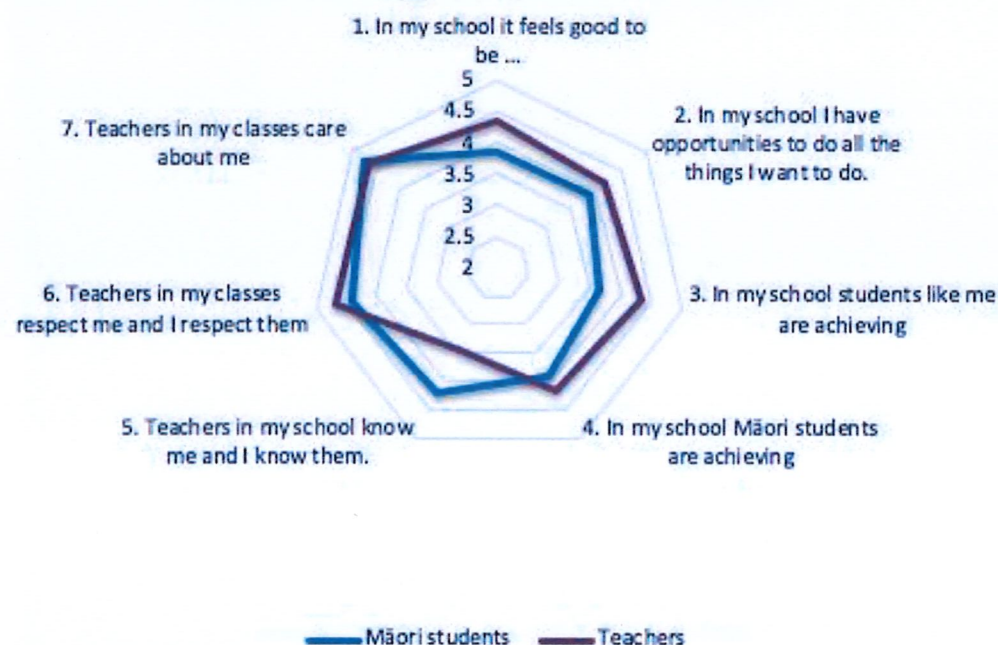 1. In my school it feels good to
be ...
5
4.5
4
3.5
3
2.5
2
2. In my school I have
opportunities to do all the
things I want to do.
7. Teachers in my classes care
about me
3. In my school students like me
are achieving
6. Teachers in my classes
respect me and I respect them
4. In my school Māori students
are achieving
5. Teachers in my school know
me and I know them.
Māori students
Teachers